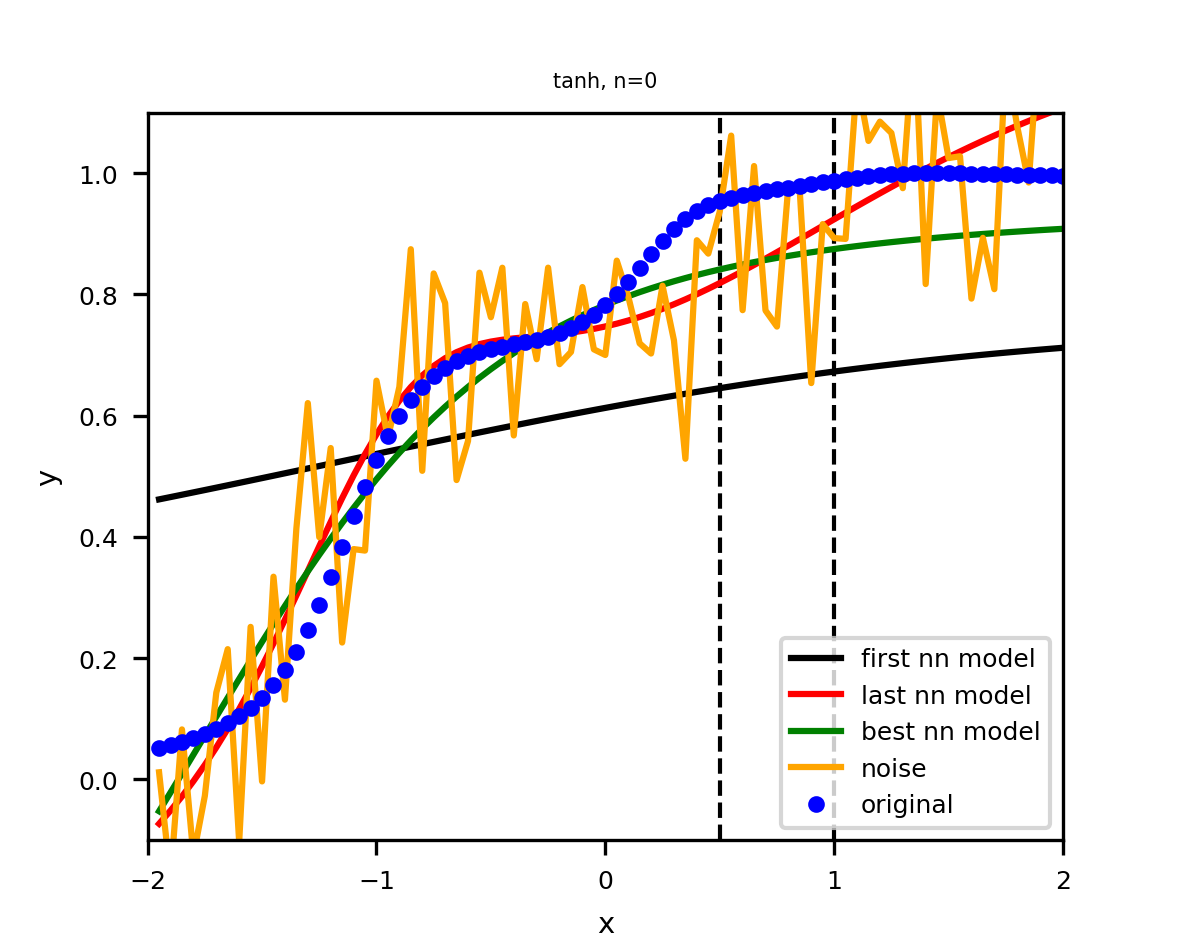 tanh, n=0
1.0
0.8
0.6
0.4
0.2
0.0
y
−2
−1
0
1
2
x
first nn model
last nn model
best nn model
noise
original